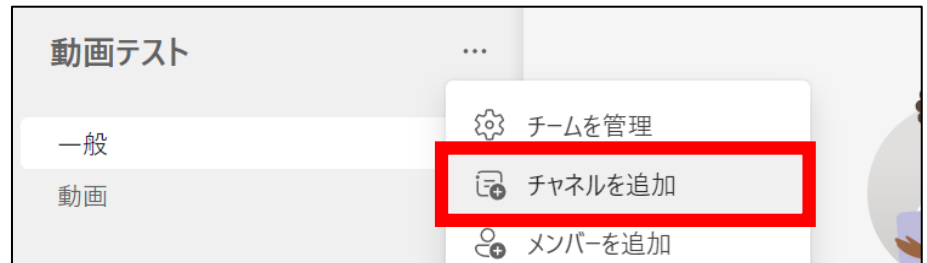 動画テスト
…
一般
動画
チームを管理
チャネルを追加
メンバーを追加